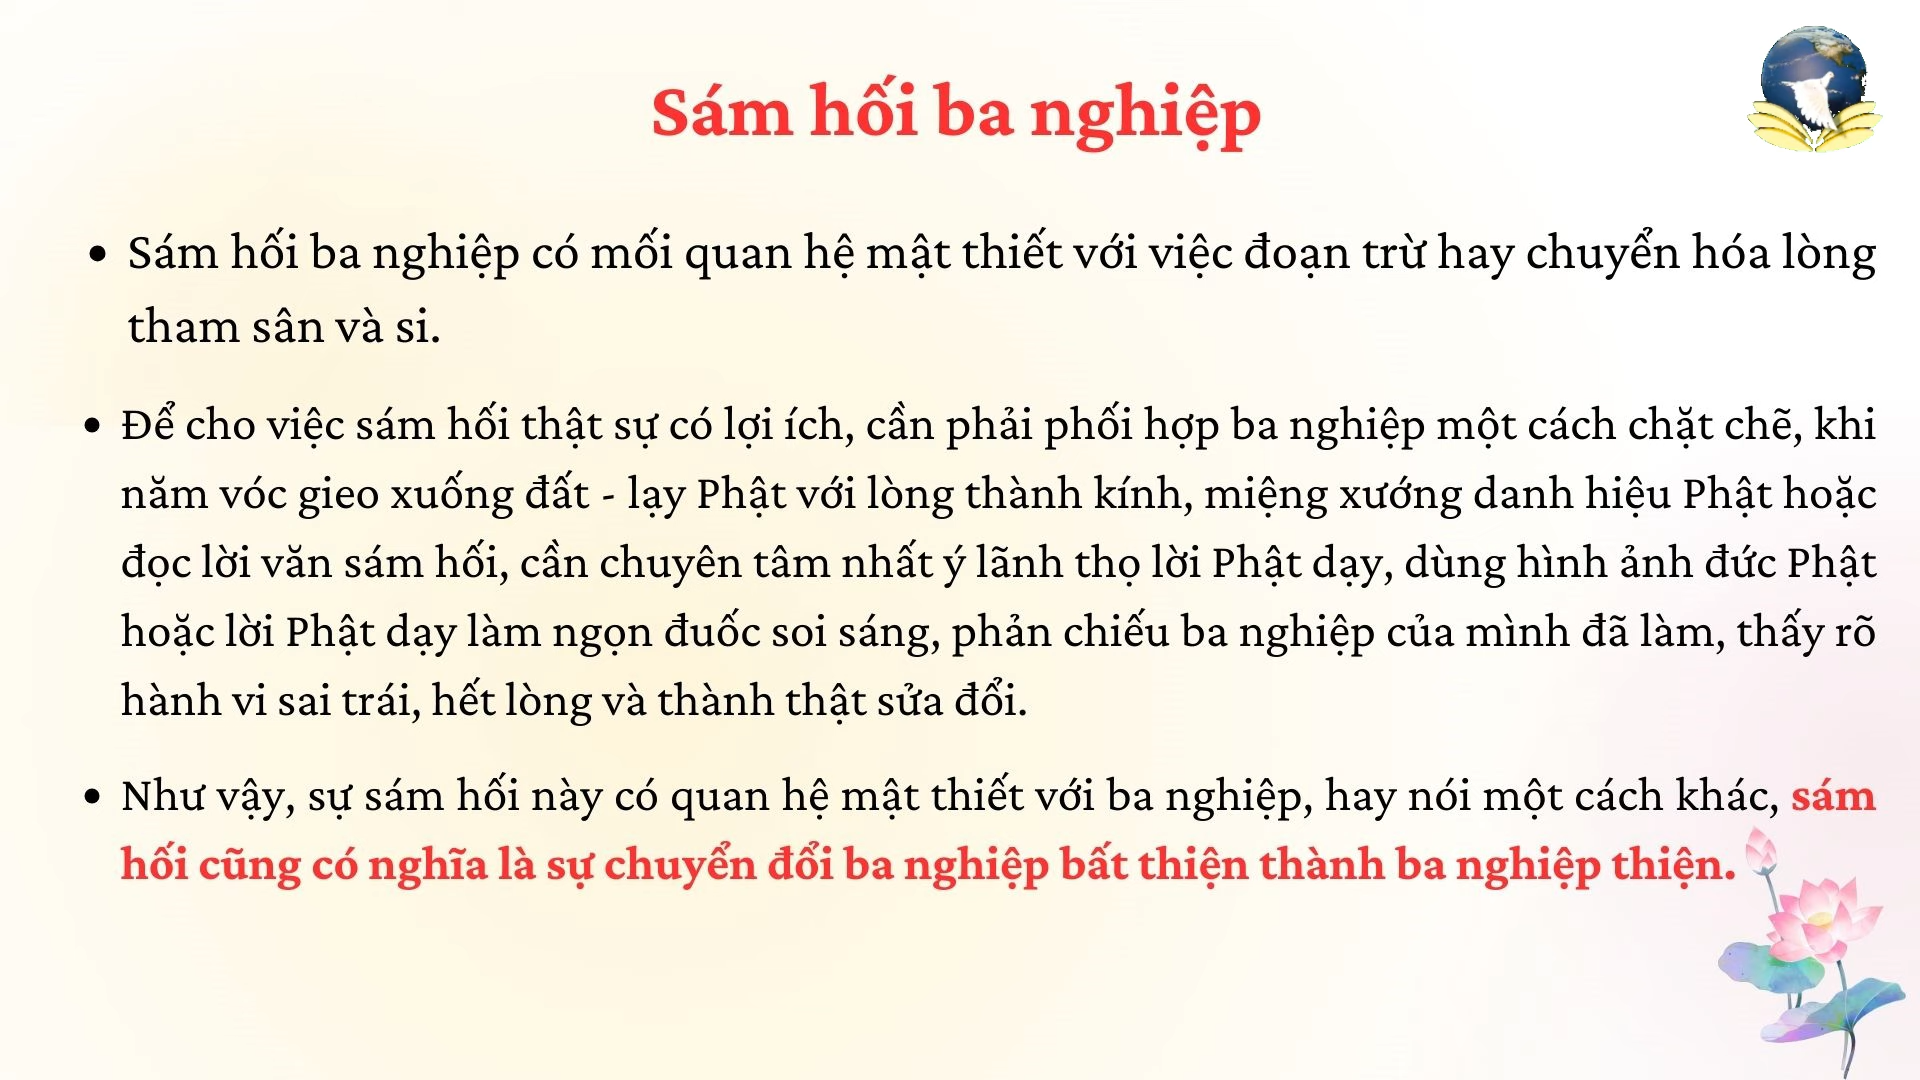 Sám hối ba nghiệp
• Sám hối ba nghiệp có mối quan hệ mật thiết với việc đoạn trừ hay chuyển hóa lòng
tham sân và si.
• Để cho việc sám hối thật sự có lợi ích, cần phải phối hợp ba nghiệp một cách chặt chẽ, khi
năm vóc gieo xuống đất - lạy Phật với lòng thành kính, miệng xướng danh hiệu Phật hoặc
đọc lời văn sám hối, cần chuyên tâm nhất ý lãnh thọ lời Phật dạy, dùng hình ảnh đức Phật
hoặc lời Phật dạy làm ngọn đuốc soi sáng, phản chiếu ba nghiệp của mình đã làm, thấy rõ
hành vi sai trái, hết lòng và thành thật sửa đổi.
• Như vậy, sự sám hối này có quan hệ mật thiết với ba nghiệp, hay nói một cách khác, sám
hối cũng có nghĩa là sự chuyển đổi ba nghiệp bất thiện thành ba nghiệp thiện.